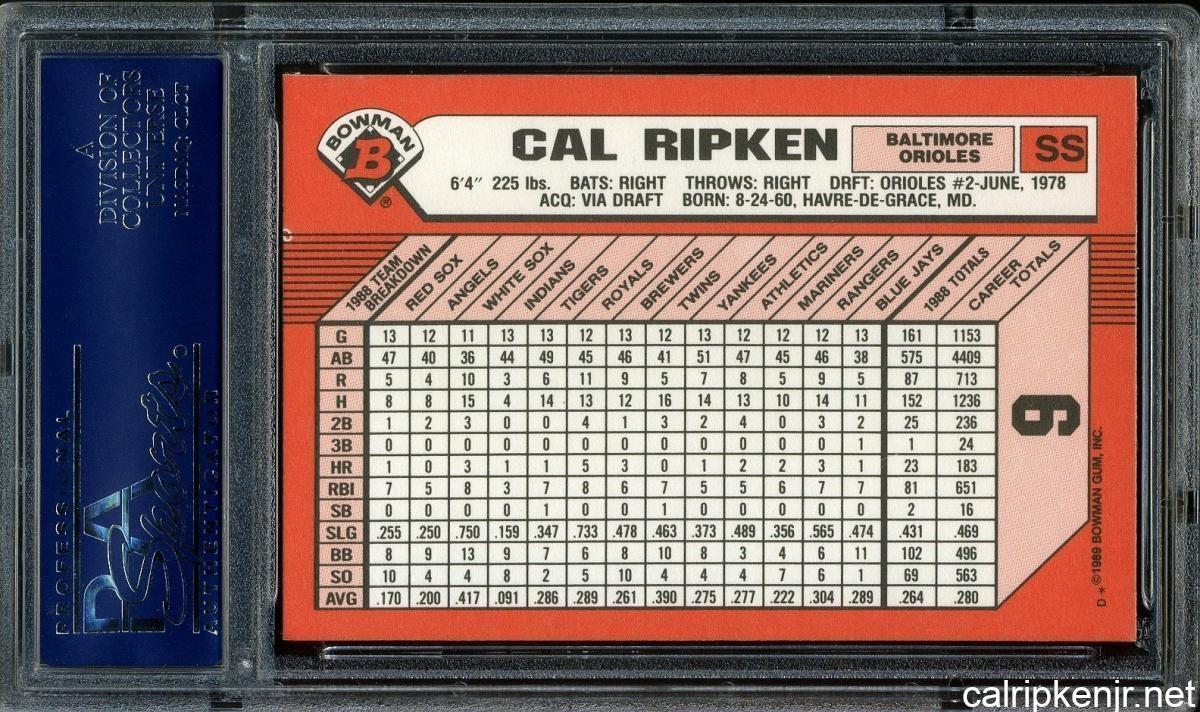 A
DIVISION OF
COLLECTORS
UNIVERSE
NASDAQ: CLCT
PROFESSIONAL
PSA
Sports
AUTHENTICATOR
BOWMAN
B
®
CAL RIPKEN
BALTIMORE
ORIOLES
SS
6'4" 225 lbs. BATS: RIGHT THROWS: RIGHT DRFT: ORIOLES #2-JUNE, 1978
ACQ: VIA DRAFT BORN: 8-24-60, HAVRE-DE-GRACE, MD.
1988 TEAM BREAKDOWN RED SOX ANGELS WHITE SOX INDIANS TIGERS ROYALS BREWERS TWINS YANKEES ATHLETICS MARINERS RANGERS BLUE JAYS 1988 TOTALS CAREER TOTALS
G 13 12 11 13 13 12 13 12 13 12 12 12 13 161 1153
AB 47 40 36 44 49 45 46 41 51 47 45 46 38 575 4409
R 5 4 10 3 6 11 9 5 7 8 5 9 5 87 713
H 8 8 15 4 14 13 12 16 14 13 10 14 11 152 1236
2B 1 2 3 0 0 4 1 3 2 4 0 3 2 25 236
3B 0 0 0 0 0 0 0 0 0 0 0 0 1 1 24
HR 1 0 3 1 1 5 3 0 1 2 2 3 1 23 183
RBI 7 5 8 3 7 8 6 7 5 5 6 7 7 81 651
SB 0 0 0 0 1 0 0 1 0 0 0 0 0 2 16
SLG .255 .250 .750 .159 .347 .733 .478 .463 .373 .489 .356 .565 .474 .431 .469
BB 8 9 13 9 7 6 8 10 8 3 4 6 11 102 496
SO 10 4 4 8 2 5 10 4 4 4 7 6 1 69 563
AVG .170 .200 .417 .091 .286 .289 .261 .390 .275 .277 .222 .304 .289 .264 .280
9
D * ©1989 BOWMAN GUM, INC.
calripkenjr.net